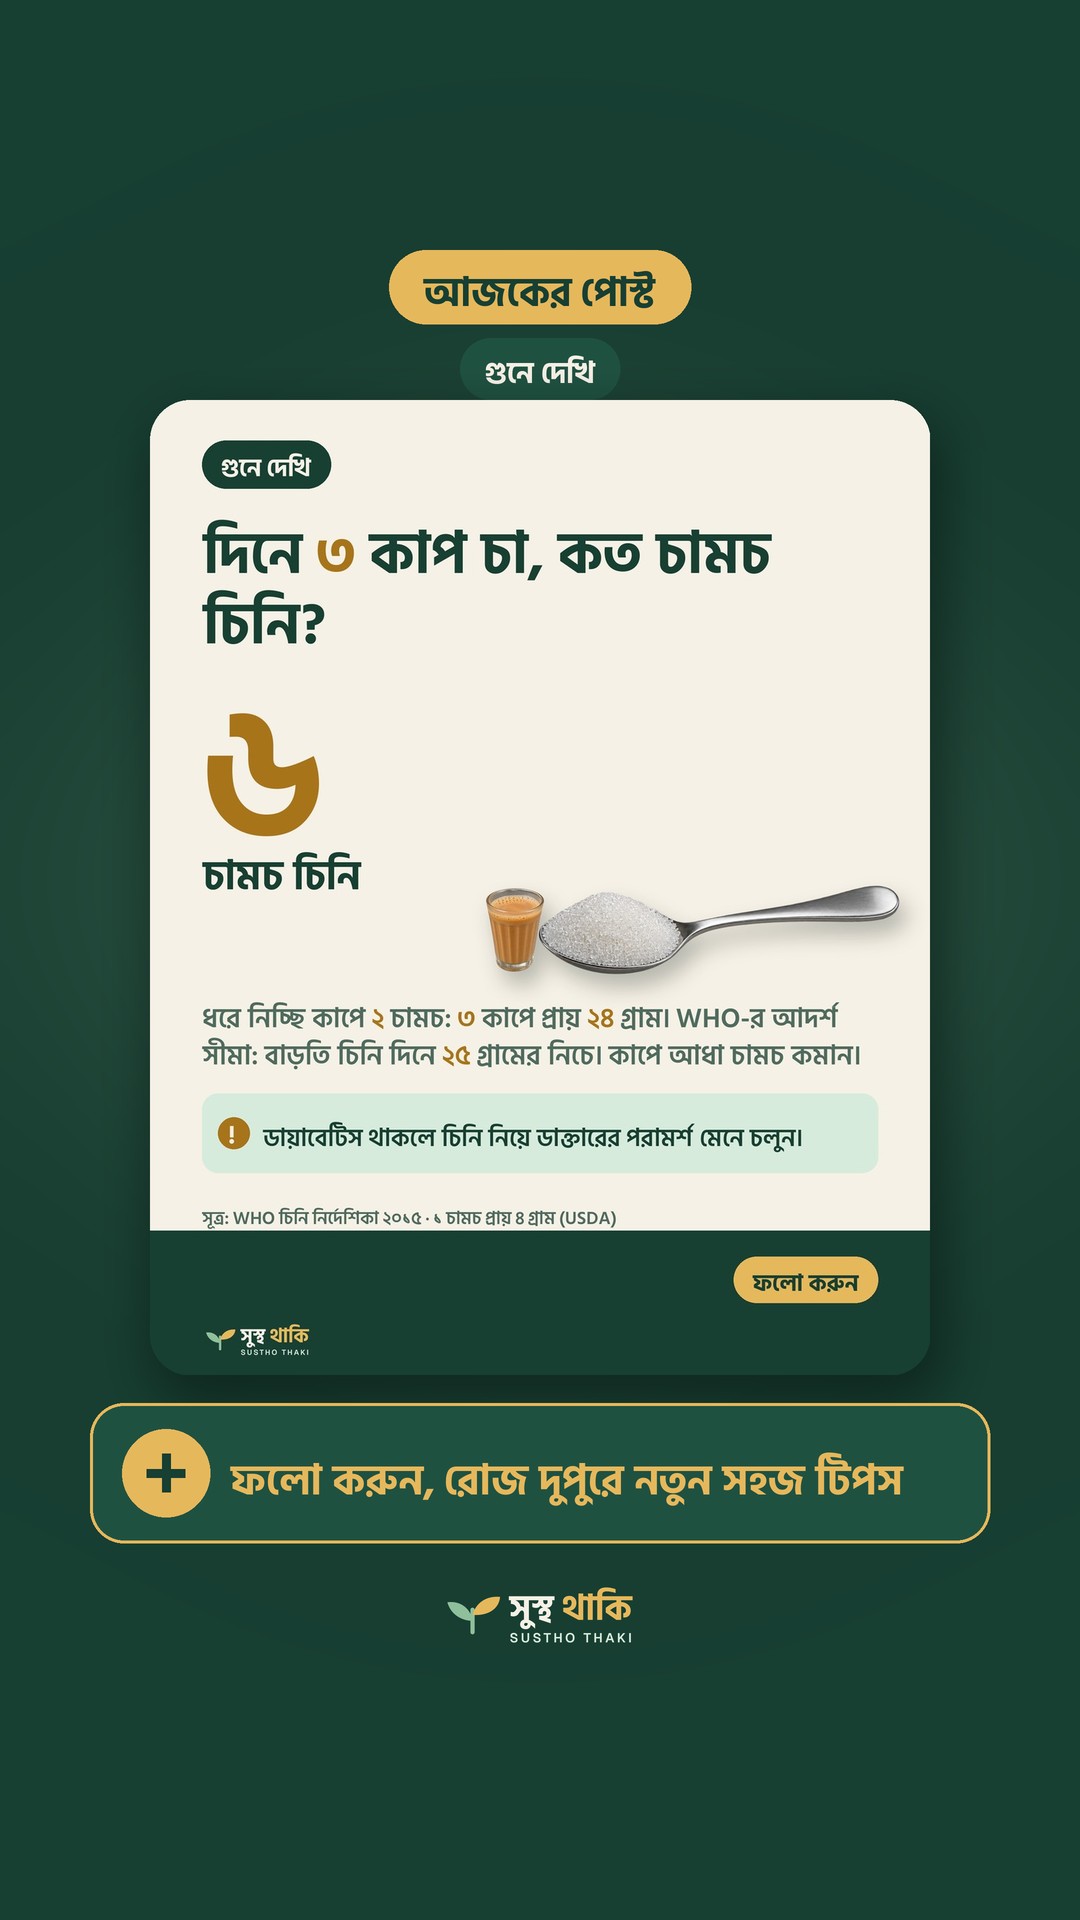 আজকের পোস্ট
গুনে দেখি
গুনে দেখি
দিনে ৩ কাপ চা, কত চামচ
চিনি?
৬
চামচ চিনি
ধরে নিচ্ছি কাপে ২ চামচ: ৩ কাপে প্রায় ২৪ গ্রাম। WHO-র আদর্শ
সীমা: বাড়তি চিনি দিনে ২৫ গ্রামের নিচে। কাপে আধা চামচ কমান।
! ডায়াবেটিস থাকলে চিনি নিয়ে ডাক্তারের পরামর্শ মেনে চলুন।
সূত্র: WHO চিনি নির্দেশিকা ২০১৫ · ১ চামচ প্রায় ৪ গ্রাম (USDA)
ফলো করুন
সুস্থ থাকি
SUSTHO THAKI
+ ফলো করুন, রোজ দুপুরে নতুন সহজ টিপস
সুস্থ থাকি
SUSTHO THAKI